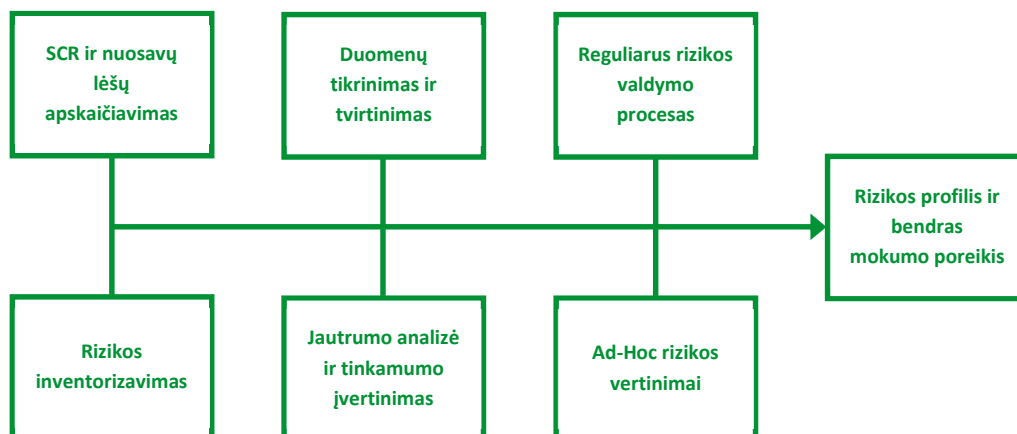 SCR ir nuosavų
lėšų
apskaičiavimas
Duomenų
tikrinimas ir
tvirtinimas
Reguliarus rizikos
valdymo
procesas
Rizikos profilis ir
bendras
mokumo poreikis
Rizikos
inventorizavimas
Jautrumo analizė
ir tinkamumo
įvertinimas
Ad-Hoc rizikos
vertinimai